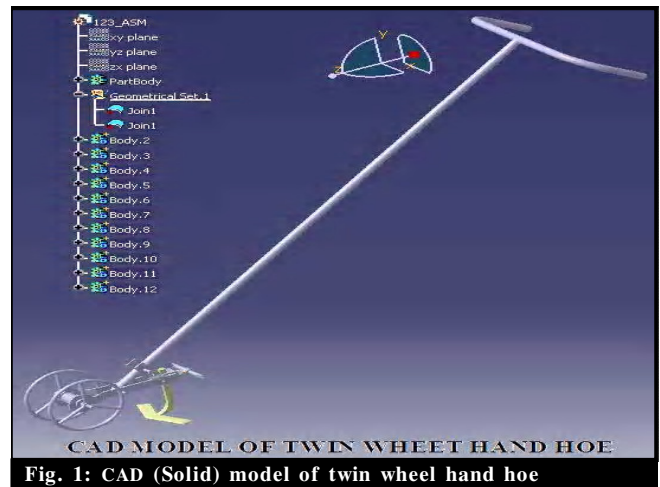 123_ASM
xy plane
yz plane
zx plane
PartBody
Geometrical Set.1
Join1
Join1
Body.2
Body.3
Body.4
Body.5
Body.6
Body.7
Body.8
Body.9
Body.10
Body.11
Body.12
y
z
x
CAD MODEL OF TWIN WHEET HAND HOE
Fig. 1: CAD (Solid) model of twin wheel hand hoe